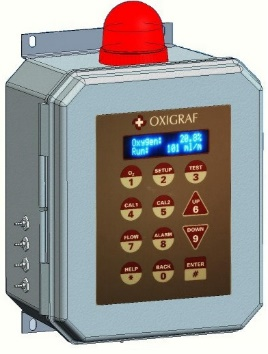 OXIGRAF
Oxygen: 20.8%
Run: 101 ml/m
O₂ SETUP TEST
1 2 3
CAL1 CAL2 UP
4 5 6
FLOW ALARM DOWN
7 8 9
HELP BACK ENTER
* 0 #